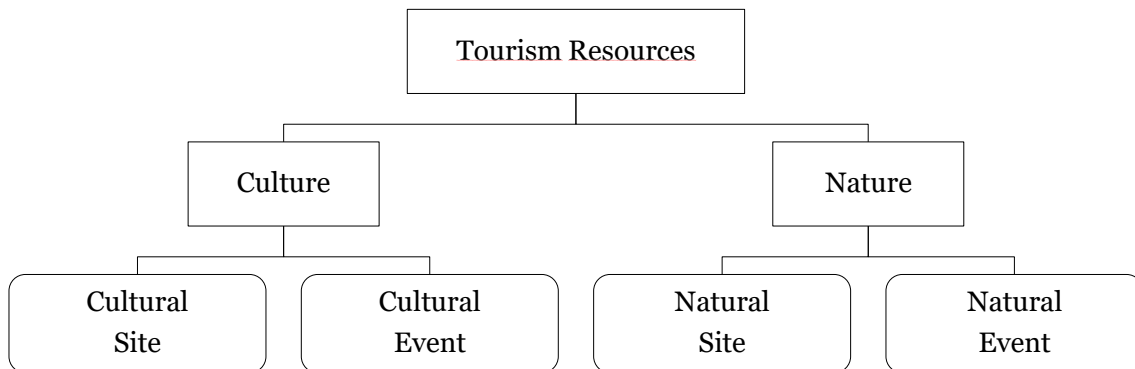 Tourism Resources
Culture
Nature
Cultural
Site
Cultural
Event
Natural
Site
Natural
Event